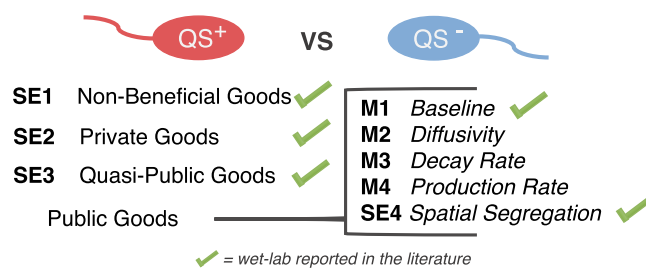 QS+ VS QS-
SE1 Non-Beneficial Goods
SE2 Private Goods
SE3 Quasi-Public Goods
Public Goods
M1 Baseline
M2 Diffusivity
M3 Decay Rate
M4 Production Rate
SE4 Spatial Segregation
= wet-lab reported in the literature